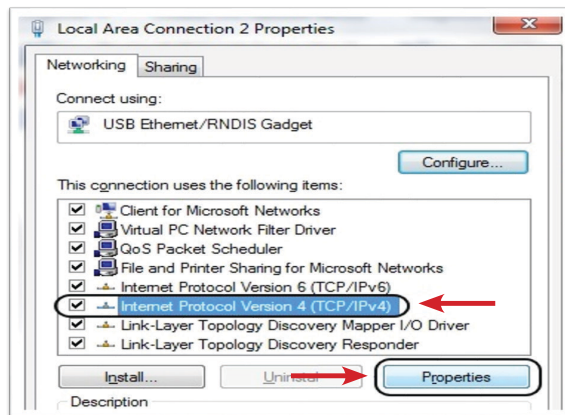 Local Area Connection 2 Properties
Networking Sharing
Connect using:
USB Ethernet/RNDIS Gadget
Configure...
This connection uses the following items:
Client for Microsoft Networks
Virtual PC Network Filter Driver
QoS Packet Scheduler
File and Printer Sharing for Microsoft Networks
Internet Protocol Version 6 (TCP/IPv6)
Internet Protocol Version 4 (TCP/IPv4)
Link-Layer Topology Discovery Mapper I/O Driver
Link-Layer Topology Discovery Responder
Install... Properties
Description